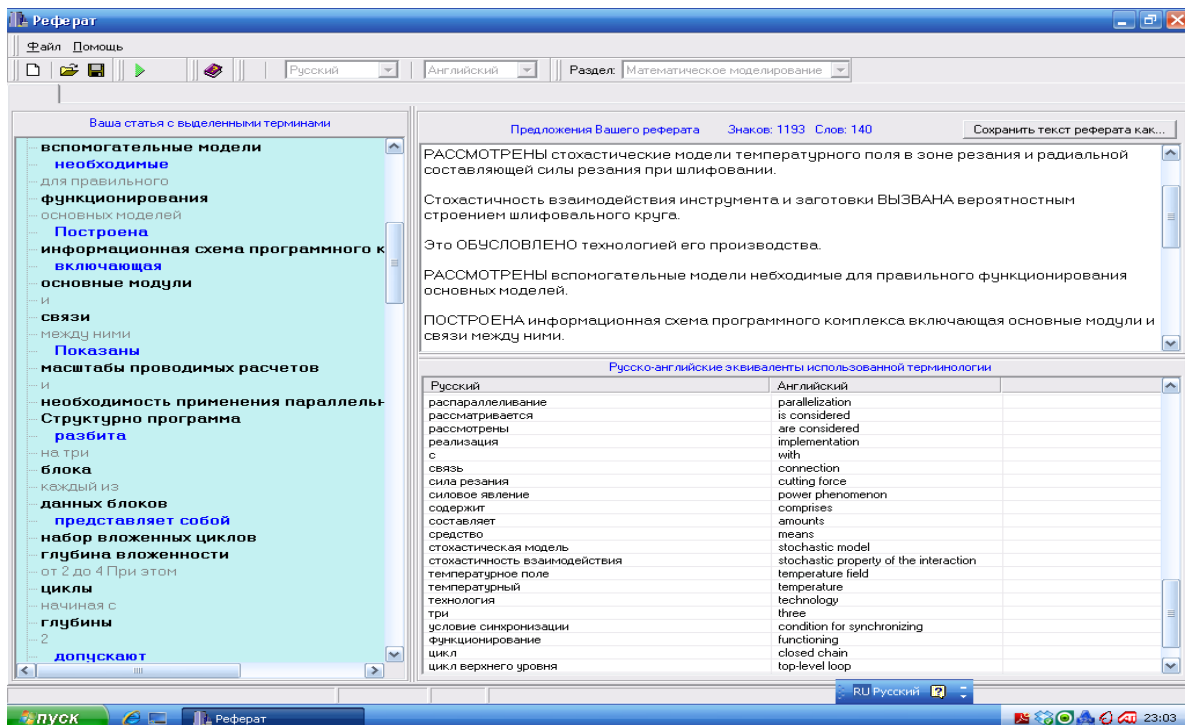 Реферат
Файл Помощь
Русский Английский Раздел: Математическое моделирование
Ваша статья с выделенными терминами
вспомогательные модели
необходимые
для правильного
функционирования
основных моделей
Построена
информационная схема программного к
включающая
основные модули
и
связи
между ними
Показаны
масштабы проводимых расчетов
и
необходимость применения параллельн
Структурно программа
разбита
на три
блока
каждый из
данных блоков
представляет собой
набор вложенных циклов
глубина вложенности
от 2 до 4 При этом
циклы
начиная с
глубины
2
допускают
Предложения Вашего реферата Знаков: 1193 Слов: 140 Сохранить текст реферата как...
РАССМОТРЕНЫ стохастические модели температурного поля в зоне резания и радиальной
составляющей силы резания при шлифовании.
Стохастичность взаимодействия инструмента и заготовки ВЫЗВАНА вероятностным
строением шлифовального круга.
Это ОБУСЛОВЛЕНО технологией его производства.
РАССМОТРЕНЫ вспомогательные модели небходимые для правильного функционирования
основных моделей.
ПОСТРОЕНА информационная схема программного комплекса включающая основные модули и
связи между ними.
Русско-английские эквиваленты использованной терминологии
Русский Английский
распараллеливание parallelization
рассматривается is considered
рассмотрены are considered
реализация implementation
с with
связь connection
сила резания cutting force
силовое явление power phenomenon
содержит comprises
составляет amounts
средство means
стохастическая модель stochastic model
стохастичность взаимодействия stochastic property of the interaction
температурное поле temperature field
температурный temperature
технология technology
три three
условие синхронизации condition for synchronizing
функционирование functioning
цикл closed chain
цикл верхнего уровня top-level loop
RU Русский
пуск Реферат 23:03